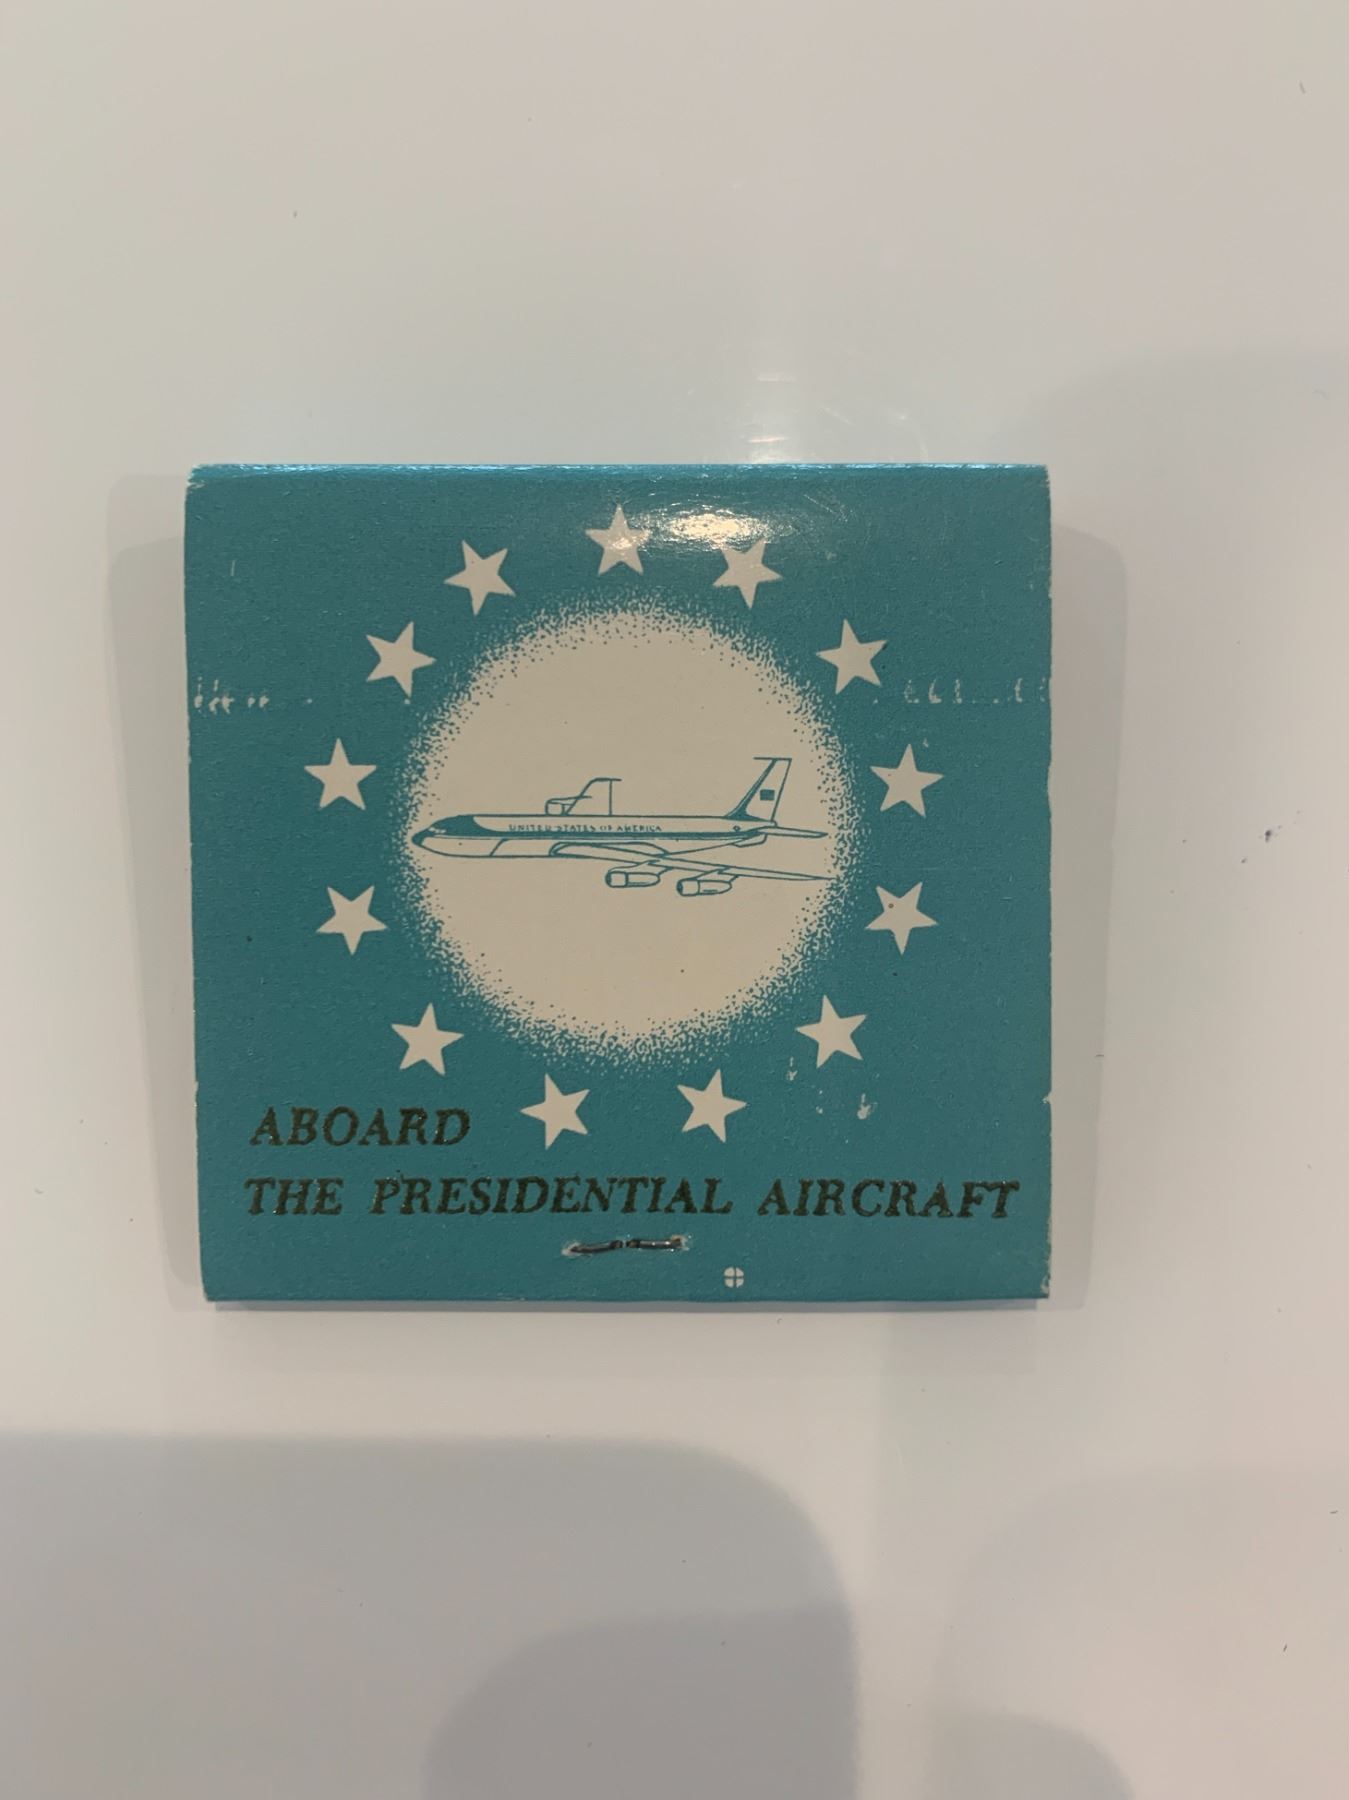 UNITED STATES OF AMERICA
ABOARD
THE PRESIDENTIAL AIRCRAFT